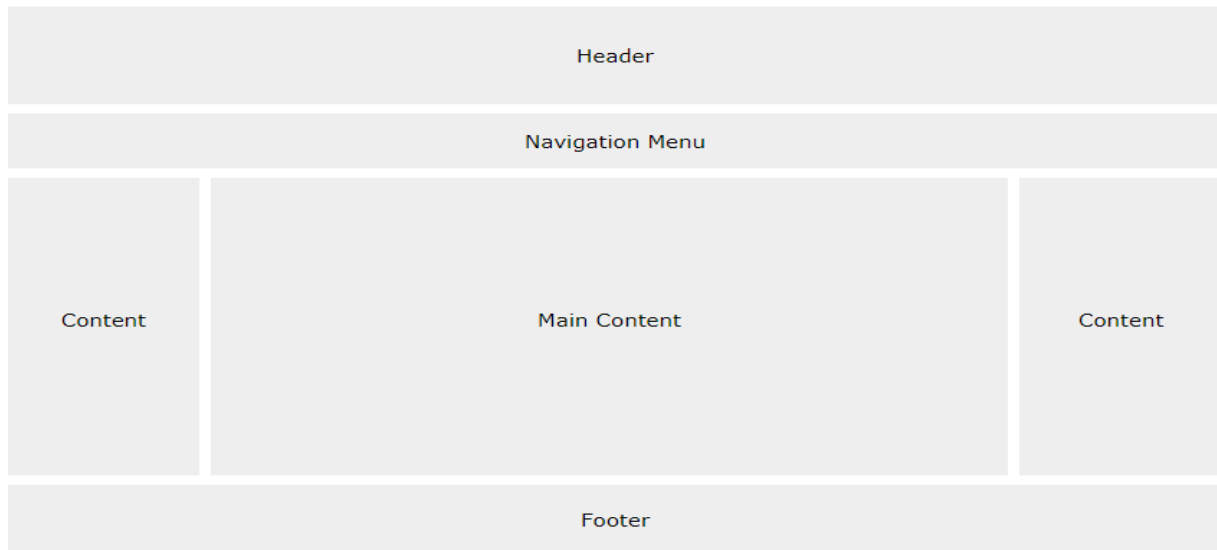 Header
Navigation Menu
Content
Main Content
Content
Footer